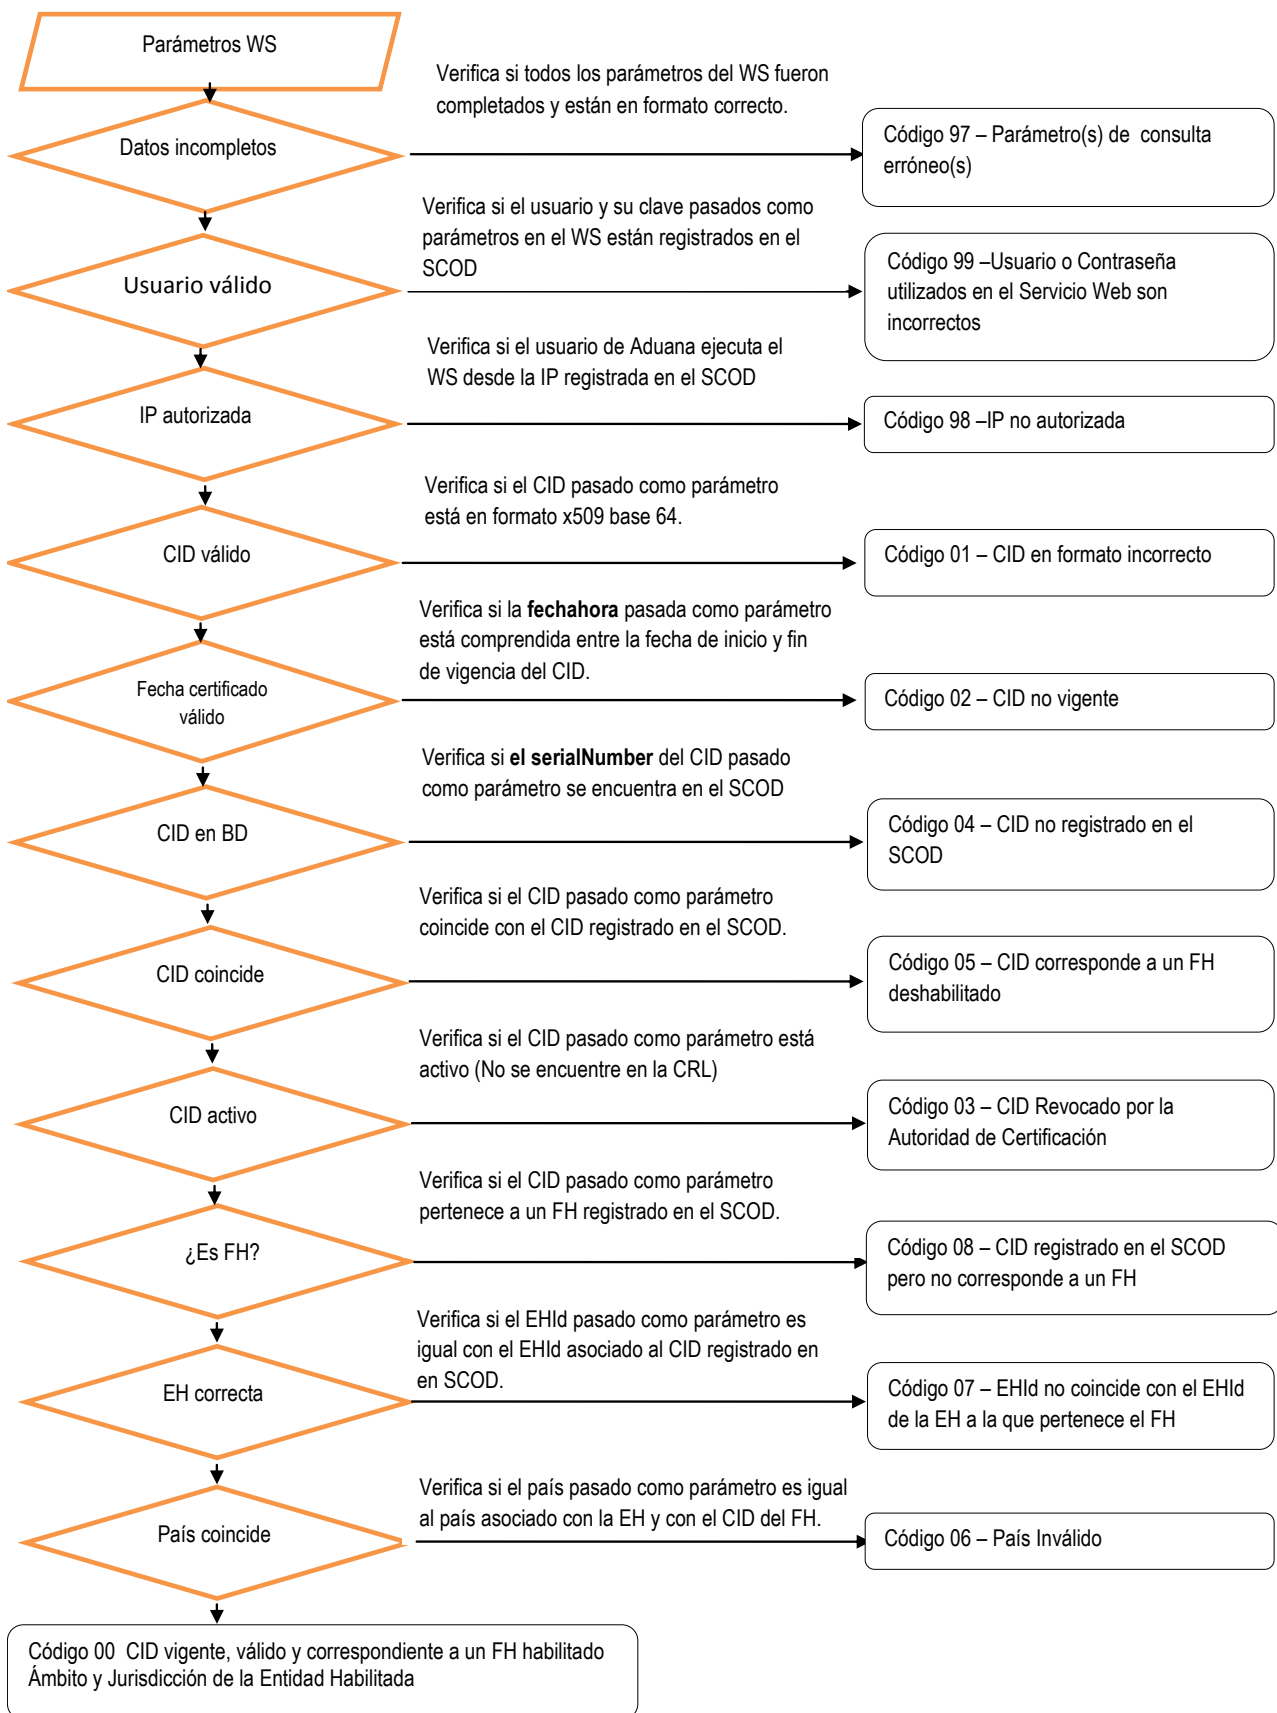 Parámetros WS
Verifica si todos los parámetros del WS fueron
completados y están en formato correcto.
Datos incompletos
Código 97 – Parámetro(s) de consulta
erróneo(s)
Verifica si el usuario y su clave pasados como
parámetros en el WS están registrados en el
SCOD
Usuario válido
Código 99 –Usuario o Contraseña
utilizados en el Servicio Web son
incorrectos
Verifica si el usuario de Aduana ejecuta el
WS desde la IP registrada en el SCOD
IP autorizada
Código 98 –IP no autorizada
Verifica si el CID pasado como parámetro
está en formato x509 base 64.
CID válido
Código 01 – CID en formato incorrecto
Verifica si la fechahora pasada como parámetro
está comprendida entre la fecha de inicio y fin
de vigencia del CID.
Fecha certificado
válido
Código 02 – CID no vigente
Verifica si el serialNumber del CID pasado
como parámetro se encuentra en el SCOD
CID en BD
Código 04 – CID no registrado en el
SCOD
Verifica si el CID pasado como parámetro
coincide con el CID registrado en el SCOD.
CID coincide
Código 05 – CID corresponde a un FH
deshabilitado
Verifica si el CID pasado como parámetro está
activo (No se encuentre en la CRL)
CID activo
Código 03 – CID Revocado por la
Autoridad de Certificación
Verifica si el CID pasado como parámetro
pertenece a un FH registrado en el SCOD.
¿Es FH?
Código 08 – CID registrado en el SCOD
pero no corresponde a un FH
Verifica si el EHId pasado como parámetro es
igual con el EHId asociado al CID registrado en
en SCOD.
EH correcta
Código 07 – EHId no coincide con el EHId
de la EH a la que pertenece el FH
Verifica si el país pasado como parámetro es igual
al país asociado con la EH y con el CID del FH.
País coincide
Código 06 – País Inválido
Código 00 CID vigente, válido y correspondiente a un FH habilitado
Ámbito y Jurisdicción de la Entidad Habilitada